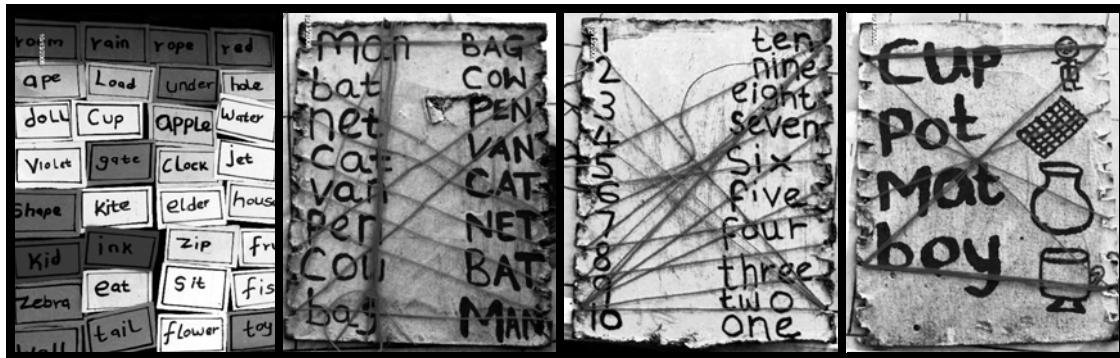 room rain rope red
ape Load under hole
doll Cup apple Water
Violet gate Clock jet
Shape kite elder house
Kid ink Zip
Zebra eat Sit
tail flower toy
man BAG
bat COW
net PEN
cat VAN
van CAT
pen NET
cow BAT
bag MAN
1 ten
2 nine
3 eight
4 seven
5 six
6 five
7 four
8 three
9 two
10 one
Cup
Pot
Mat
boy